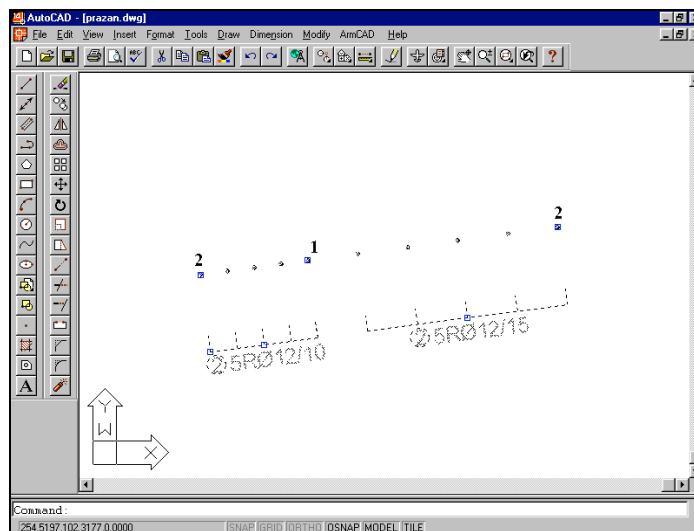 AutoCAD - [prazan.dwg]
File Edit View Insert Format Tools Draw Dimension Modify ArmCAD Help
ABC
?
2
1
2
② 5RØ12/15
② 5RØ12/10
A
Y
W
X
Command:
254.5197,102.3177,0.0000 SNAP GRID ORTHO OSNAP MODEL TILE